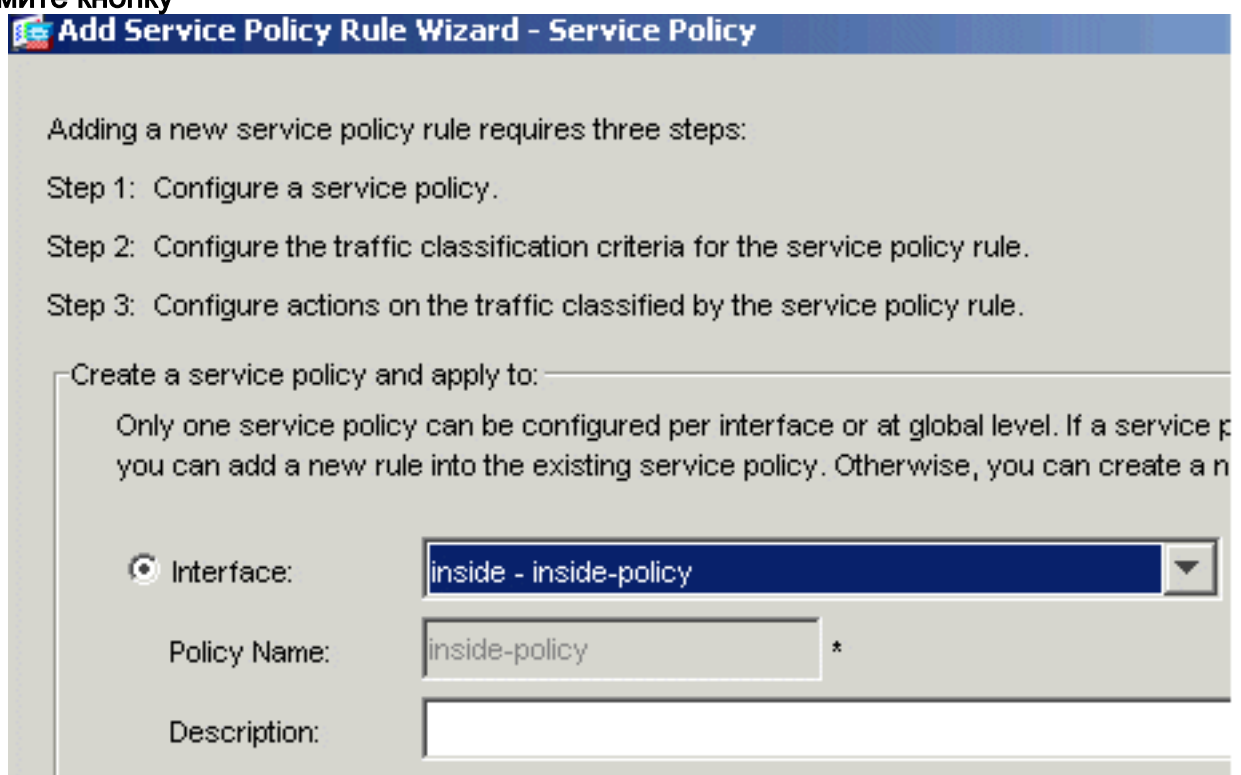 мите кнопку
Add Service Policy Rule Wizard - Service Policy
Adding a new service policy rule requires three steps:
Step 1: Configure a service policy.
Step 2: Configure the traffic classification criteria for the service policy rule.
Step 3: Configure actions on the traffic classified by the service policy rule.
Create a service policy and apply to:
Only one service policy can be configured per interface or at global level. If a service
you can add a new rule into the existing service policy. Otherwise, you can create a
Interface: inside - inside-policy
Policy Name: inside-policy *
Description: